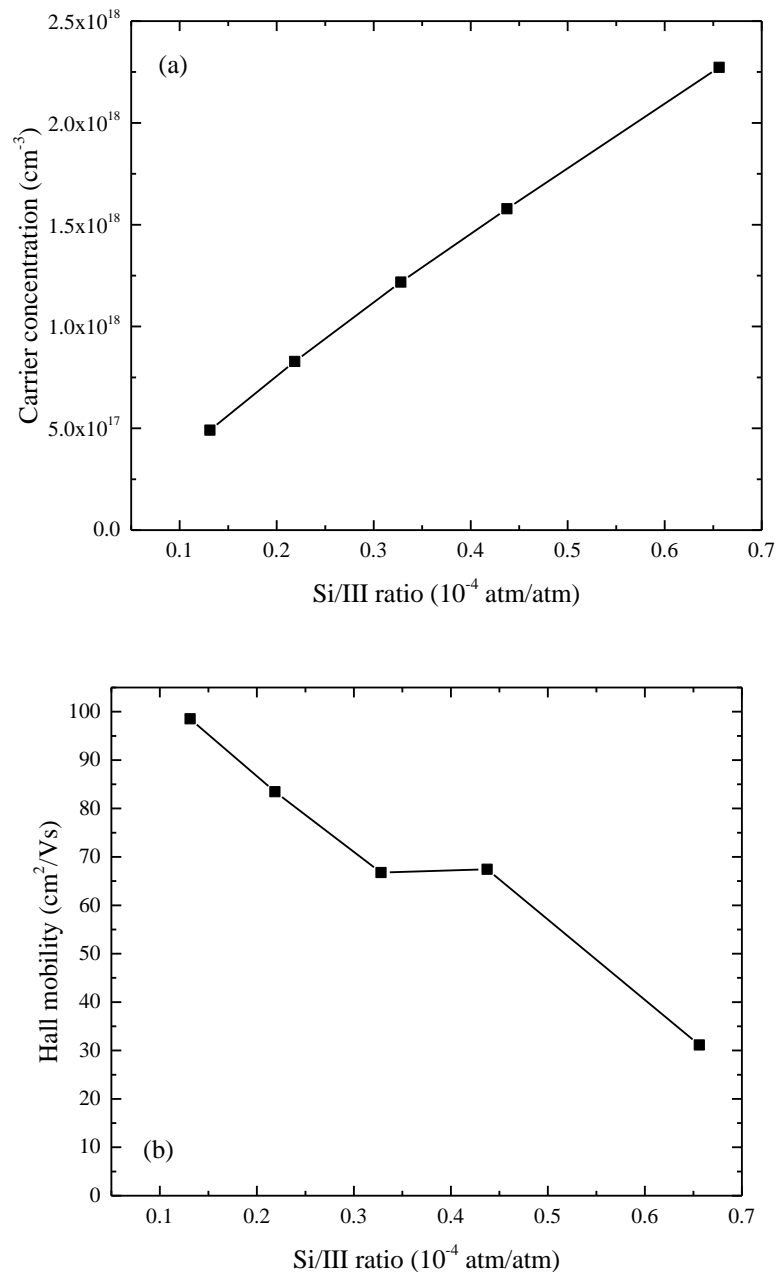 2.5x10^18
(a)
2.0x10^18
1.5x10^18
1.0x10^18
5.0x10^17
0.0
Carrier concentration (cm^-3)
0.1 0.2 0.3 0.4 0.5 0.6 0.7
Si/III ratio (10^-4 atm/atm)
100
90
80
70
60
50
40
30
20
10
0
Hall mobility (cm^2/Vs)
(b)
0.1 0.2 0.3 0.4 0.5 0.6 0.7
Si/III ratio (10^-4 atm/atm)